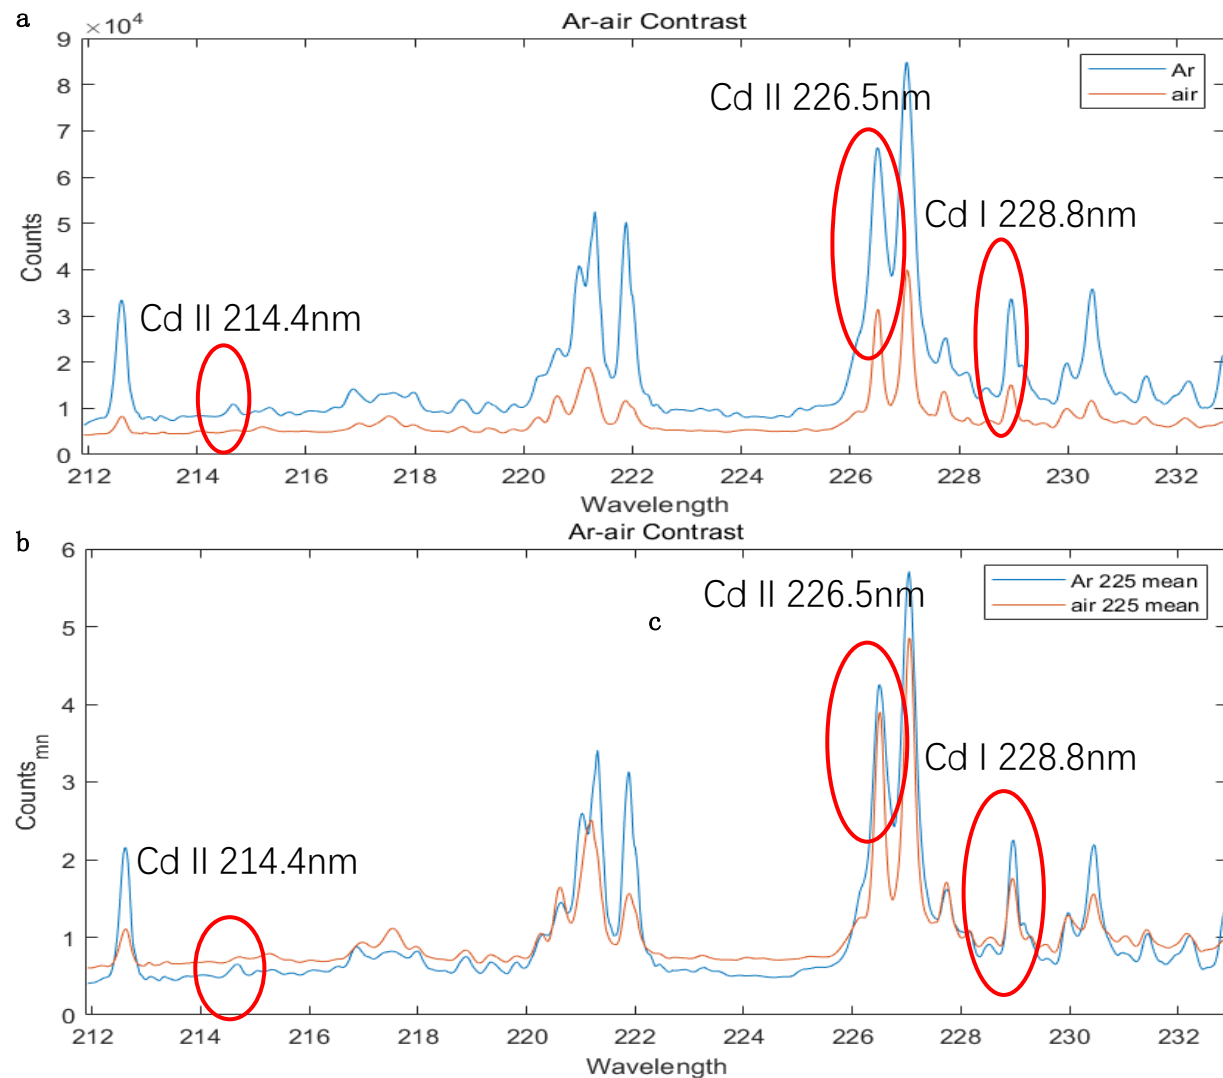 a
×10⁴
Ar-air Contrast
9
8
7
6
5
4
3
2
1
0
Counts
Ar
air
Cd II 226.5nm
Cd I 228.8nm
Cd II 214.4nm
212 214 216 218 220 222 224 226 228 230 232
Wavelength
b
Ar-air Contrast
6
5
4
3
2
1
0
Counts_mn
Ar 225 mean
air 225 mean
Cd II 226.5nm
c
Cd I 228.8nm
Cd II 214.4nm
212 214 216 218 220 222 224 226 228 230 232
Wavelength